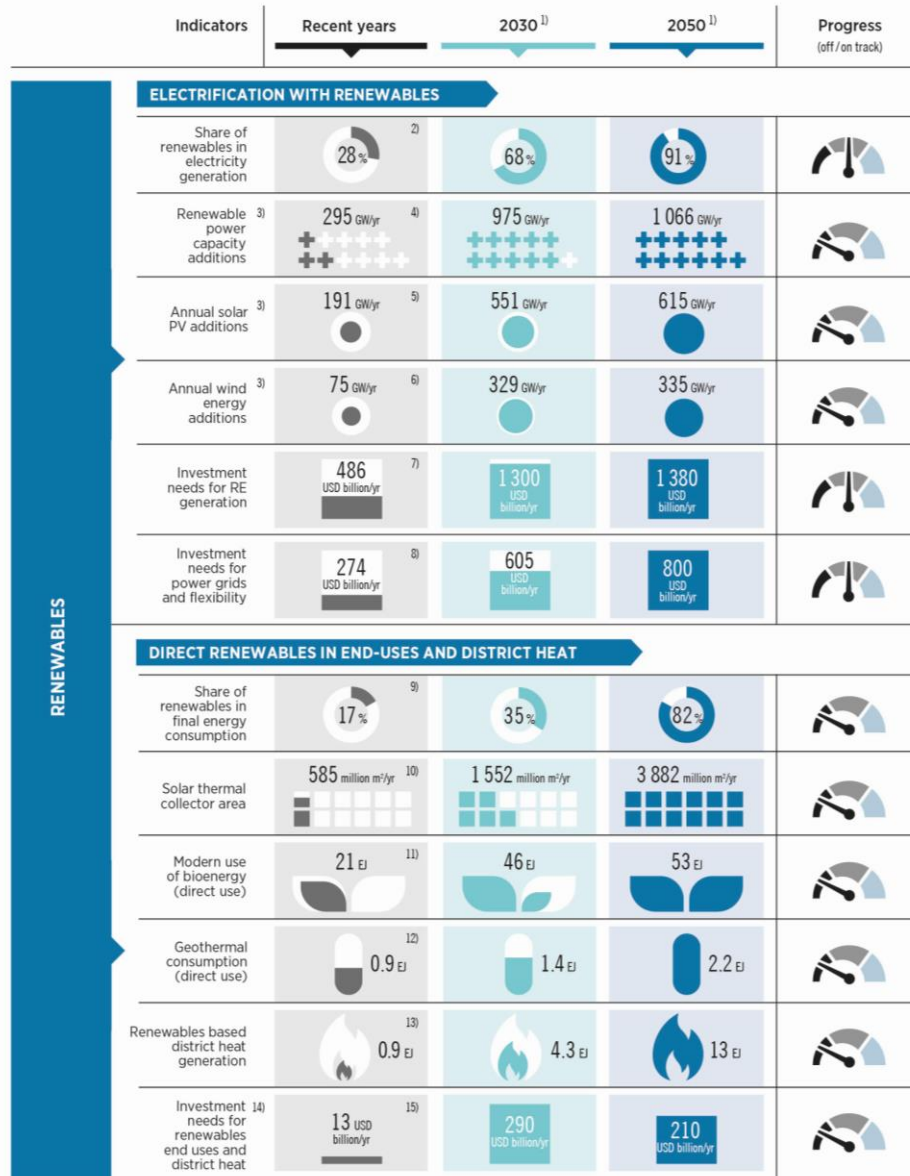 Indicators
Recent years
2030 1)
2050 1)
Progress
(off / on track)
RENEWABLES
ELECTRIFICATION WITH RENEWABLES
Share of
renewables in
electricity
generation
28 %
2)
68 %
91 %
Renewable
power
capacity
additions
3)
295 GW/yr
4)
975 GW/yr
1 066 GW/yr
Annual solar
PV additions
3)
191 GW/yr
5)
551 GW/yr
615 GW/yr
Annual wind
energy
additions
3)
75 GW/yr
6)
329 GW/yr
335 GW/yr
Investment
needs for RE
generation
486
USD billion/yr
7)
1 300
USD
billion/yr
1 380
USD
billion/yr
Investment
needs for
power grids
and flexibility
274
USD billion/yr
8)
605
USD
billion/yr
800
USD
billion/yr
DIRECT RENEWABLES IN END-USES AND DISTRICT HEAT
Share of
renewables in
final energy
consumption
17 %
9)
35 %
82 %
Solar thermal
collector area
585 million m²/yr
10)
1 552 million m²/yr
3 882 million m²/yr
Modern use
of bioenergy
(direct use)
21 EJ
11)
46 EJ
53 EJ
Geothermal
consumption
(direct use)
0.9 EJ
12)
1.4 EJ
2.2 EJ
Renewables based
district heat
generation
0.9 EJ
13)
4.3 EJ
13 EJ
Investment
needs for
renewables
end uses and
district heat
14)
13 USD
billion/yr
15)
290
USD billion/yr
210
USD billion/yr